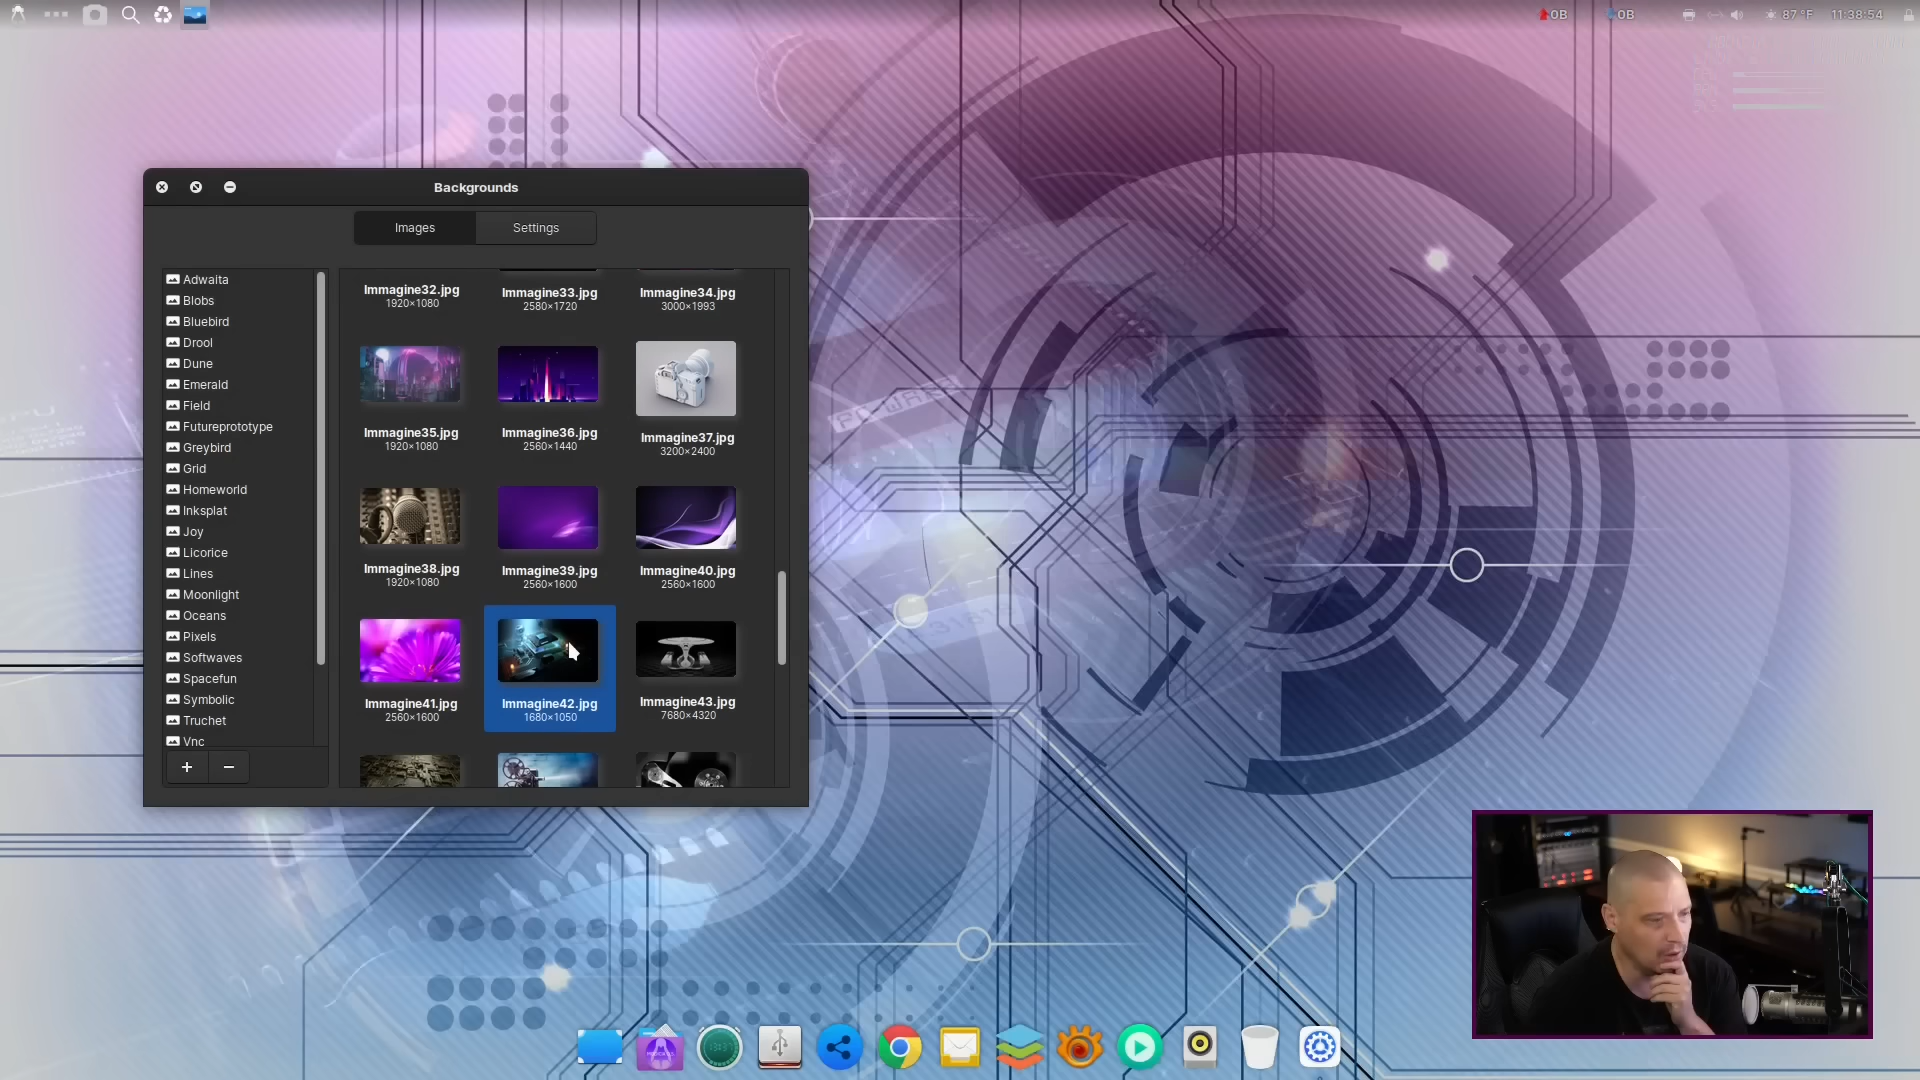 0B
0B
87 °F
11:38:54
Backgrounds
Images
Settings
Adwaita
Blobs
Bluebird
Drool
Dune
Emerald
Field
Futureprototype
Greybird
Grid
Homeworld
Inksplat
Joy
Licorice
Lines
Moonlight
Oceans
Pixels
Softwaves
Spacefun
Symbolic
Truchet
Vnc
Immagine32.jpg
1920×1080
Immagine33.jpg
2580×1720
Immagine34.jpg
3000×1993
Immagine35.jpg
1920×1080
Immagine36.jpg
2560×1440
Immagine37.jpg
3200×2400
Immagine38.jpg
1920×1080
Immagine39.jpg
2560×1600
Immagine40.jpg
2560×1600
Immagine41.jpg
2560×1600
Immagine42.jpg
1680×1050
Immagine43.jpg
7680×4320